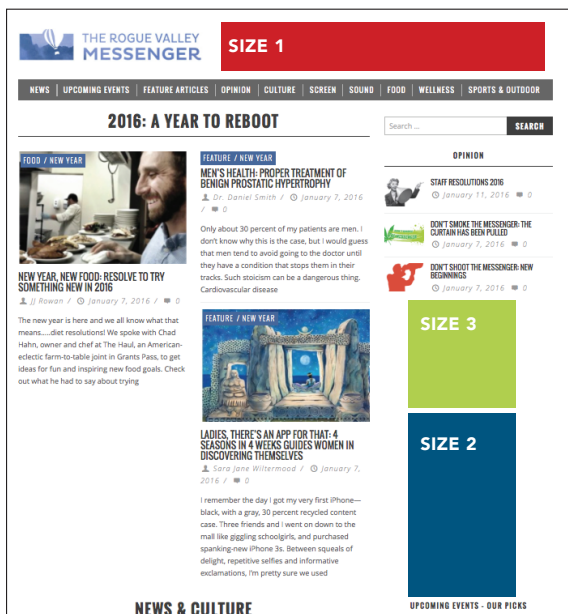 THE ROGUE VALLEY
MESSENGER
SIZE 1
NEWS | UPCOMING EVENTS | FEATURE ARTICLES | OPINION | CULTURE | SCREEN | SOUND | FOOD | WELLNESS | SPORTS & OUTDOOR
2016: A YEAR TO REBOOT
FOOD / NEW YEAR
NEW YEAR, NEW FOOD: RESOLVE TO TRY
SOMETHING NEW IN 2016
JJ Rowan / January 7, 2016 / 0
The new year is here and we all know what that
means.....diet resolutions! We spoke with Chad
Hahn, owner and chef at The Haul, an American-
eclectic farm-to-table joint in Grants Pass, to get
ideas for fun and inspiring new food goals. Check
out what he had to say about trying
FEATURE / NEW YEAR
MEN'S HEALTH: PROPER TREATMENT OF
BENIGN PROSTATIC HYPERTROPHY
Dr. Daniel Smith / January 7, 2016
/ 0
Only about 30 percent of my patients are men. I
don't know why this is the case, but I would guess
that men tend to avoid going to the doctor until
they have a condition that stops them in their
tracks. Such stoicism can be a dangerous thing.
Cardiovascular disease
FEATURE / NEW YEAR
LADIES, THERE'S AN APP FOR THAT: 4
SEASONS IN 4 WEEKS GUIDES WOMEN IN
DISCOVERING THEMSELVES
Sara Jane Wiltermood / January 7,
2016 / 0
I remember the day I got my very first iPhone—
black, with a gray, 30 percent recycled content
case. Three friends and I went on down to the
mall like giggling schoolgirls, and purchased
spanking-new iPhone 3s. Between squeals of
delight, repetitive selfies and informative
exclamations, I'm pretty sure we used
Search ...
SEARCH
OPINION
STAFF RESOLUTIONS 2016
January 11, 2016 0
DON'T SMOKE THE MESSENGER: THE
CURTAIN HAS BEEN PULLED
January 7, 2016 0
DON'T SHOOT THE MESSENGER: NEW
BEGINNINGS
January 7, 2016 0
SIZE 3
SIZE 2
NEWS & CULTURE
UPCOMING EVENTS - OUR PICKS